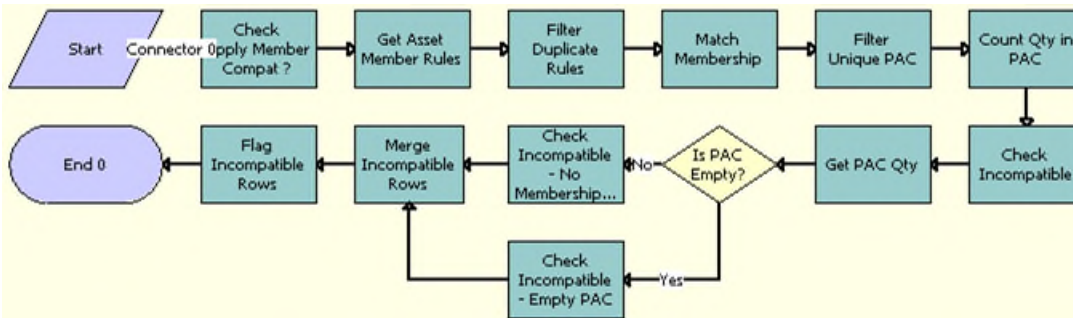 Start
Connector 0
Check
pply Member
Compat ?
Get Asset
Member Rules
Filter
Duplicate
Rules
Match
Membership
Filter
Unique PAC
Count Qty in
PAC
End 0
Flag
Incompatible
Rows
Merge
Incompatible
Rows
Check
Incompatible
- No
Membership...
No
Is PAC
Empty?
Get PAC Qty
Check
Incompatible
Check
Incompatible
- Empty PAC
Yes